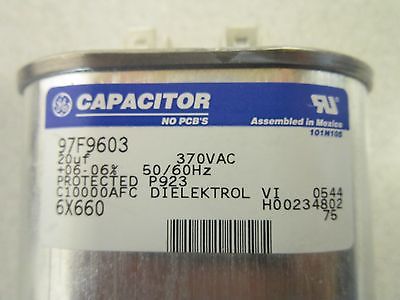 GE CAPACITOR
NO PCB'S
Assembled in Mexico
101H105
97F9603
20uf 370VAC
+06-06% 50/60Hz
PROTECTED P923
C10000AFC DIELEKTROL VI 0544
6X660 H00234802
75